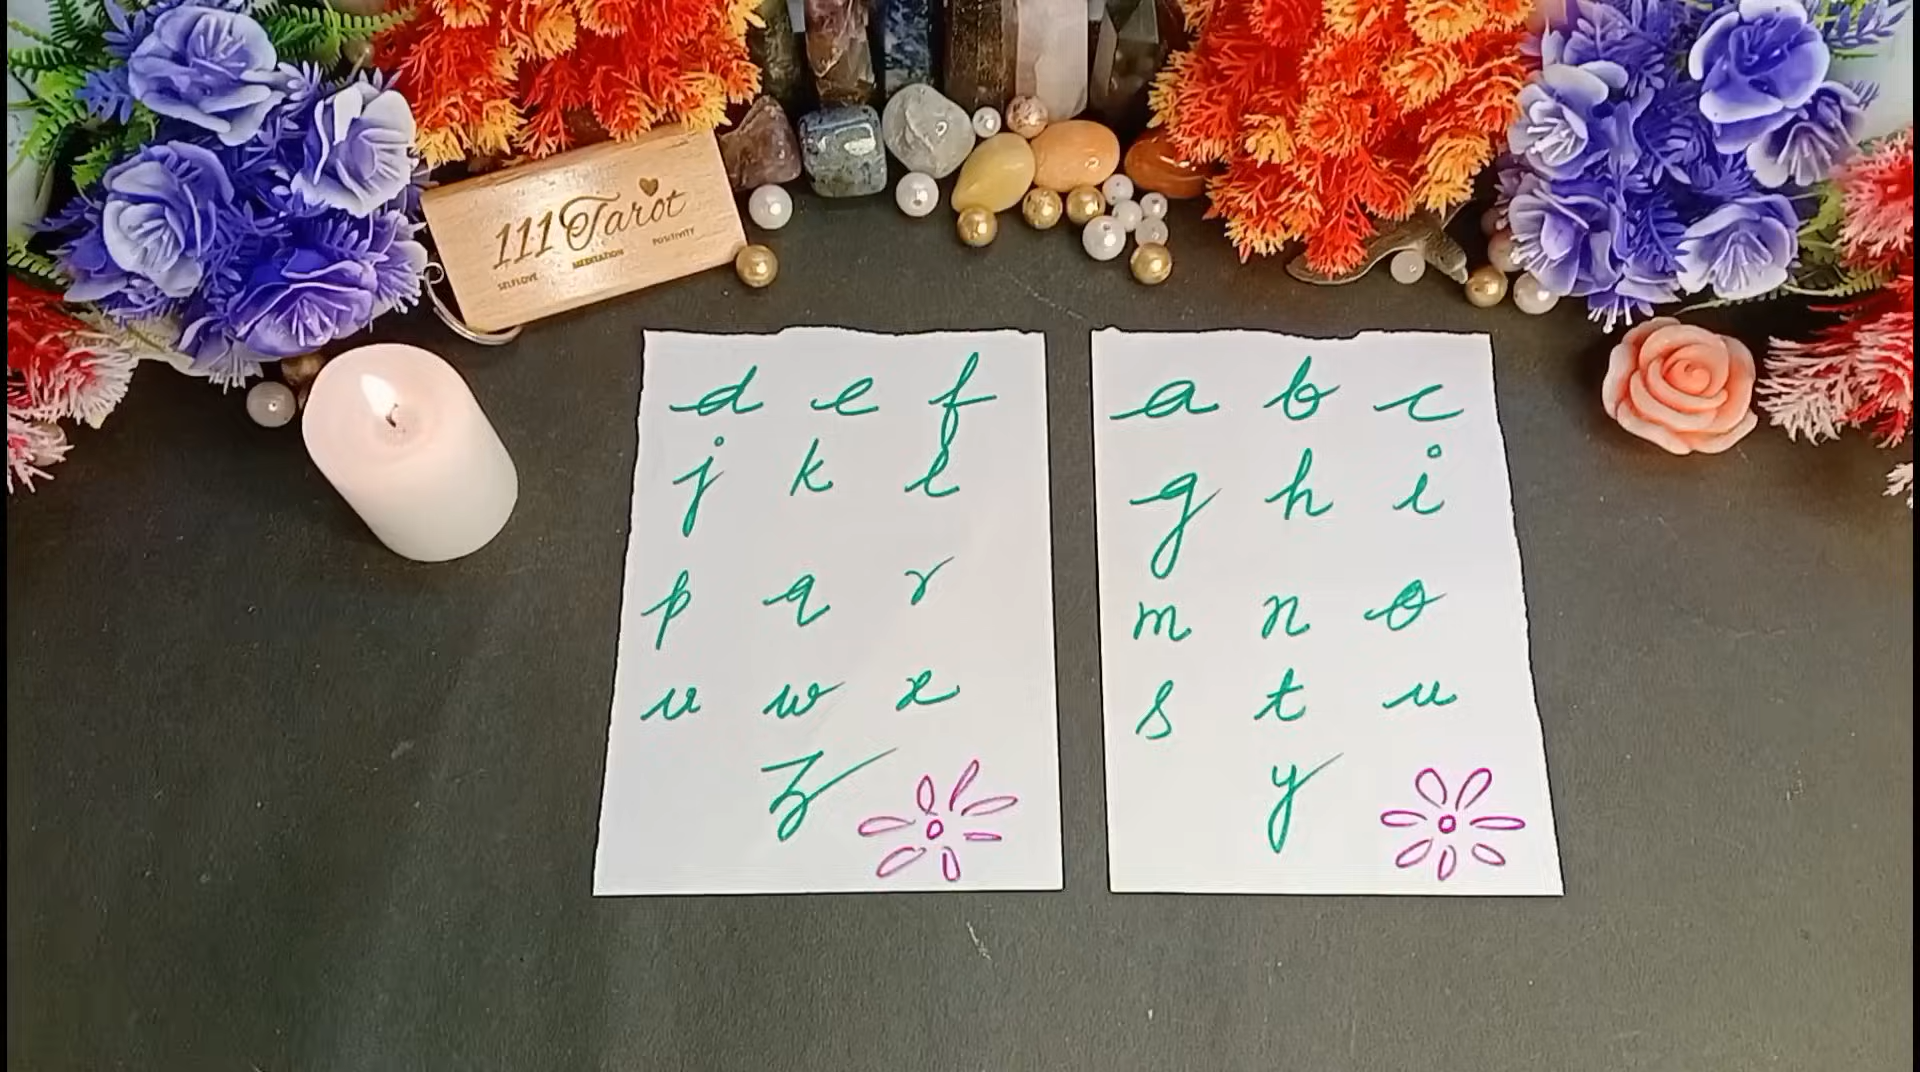 111 Tarot
SELFLOVE MEDITATION POSITIVITY
d e f
j k l
p q r
v w x
z
a b c
g h i
m n o
s t u
y